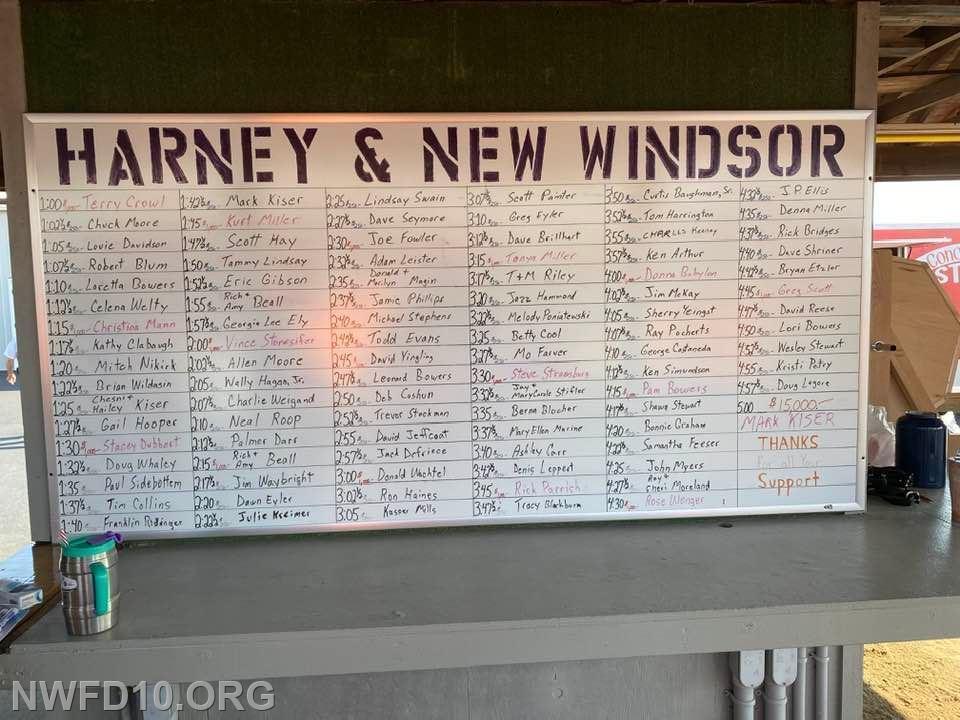 HARNEY & NEW WINDSOR
1:00 Terry Crowl
1:02½ Chuck Moore
1:05 Louie Davidson
1:07½ Robert Blum
1:10 Loretta Bowers
1:12½ Celena Welty
1:15 Christina Mann
1:17½ Kathy Clabaugh
1:20 Mitch Nikirk
1:22½ Brian Wildasin
1:25 Hailey Kiser
1:27½ Gail Hooper
1:30 Stacey Dubbert
1:32½ Doug Whaley
1:35 Paul Sidebottem
1:37½ Tim Collins
1:40 Franklin
1:42½ Mark Kiser
1:45 Kurt Miller
1:47½ Scott Hay
1:50 Tammy Lindsay
1:52½ Eric Gibson
1:55 Rich + Amy Beall
1:57½ Georgia Lee Ely
2:00 Vince Storesifer
2:02½ Allen Moore
2:05 Welly Hagan, Jr.
2:07½ Charlie Weigand
2:10 Neal Roop
2:12½ Palmer Darr
2:15 Rich + Amy Beall
2:17½ Jim Waybright
2:20 Dawn Eyler
2:22½ Julie Kreimer
2:25 Lindsay Swain
2:27½ Dave Seymore
2:30 Joe Fowler
2:32½ Adam Leister
2:35 Donald + Marilyn Magin
2:37½ Jamie Phillips
2:40 Michael Stephens
2:42½ Todd Evans
2:45 David Yingling
2:47½ Leonard Bowers
2:50 Deb Coshun
2:52½ Trevor Stockman
2:55 David Jeffcoat
2:57½ Jack
3:00 Donald Wachtel
3:02½ Ron Haines
3:05 Kasper Mills
3:07½ Scott Painter
3:10 Greg Eyler
3:12½ Dave Brillhart
3:15 Tanya Miller
3:17½ T+M Riley
3:20 Jazz Hammond
3:22½ Melody Poniatowski
3:25 Betty Cool
3:27½ Mo Farver
3:30 Steve Stromburg
3:32½ Jay + MaryCarole Stifler
3:35 Berna Bloucher
3:37½ Mary Ellen Marine
3:40 Ashley Carr
3:42½ Denis Leppert
3:45 Rick Parrish
3:47½ Tracy Blackburn
3:50 Curtis Baughman, Sr.
3:52½ Tom Harrington
3:55 CHARLES Keeney
3:57½ Ken Arthur
4:00 Donna Babylon
4:02½ Jim McKay
4:05 Sherry Yeingst
4:07½ Ray Pocherts
4:10 George Castaneda
4:12½ Ken Simundson
4:15 Pam Bowers
4:17½ Shawn Stewart
4:20 Bonnie Graham
4:22½ Samantha Feeser
4:25 John Myers
4:27½ Roy + Cheri Moreland
4:30 Rose Wenger
4:32½ J.P. Ellis
4:35 Denna Miller
4:37½ Rick Bridges
4:40 Dave Shriner
4:42½ Bryan Etzler
4:45 Greg Scott
4:47½ David Reese
4:50 Lori Bowers
4:52½ Wesley Stewart
4:55 Kristi Petry
4:57½ Doug Legore
5:00 $15,000.-
MARK KISER
THANKS
For all Your
Support
NWFD10.ORG